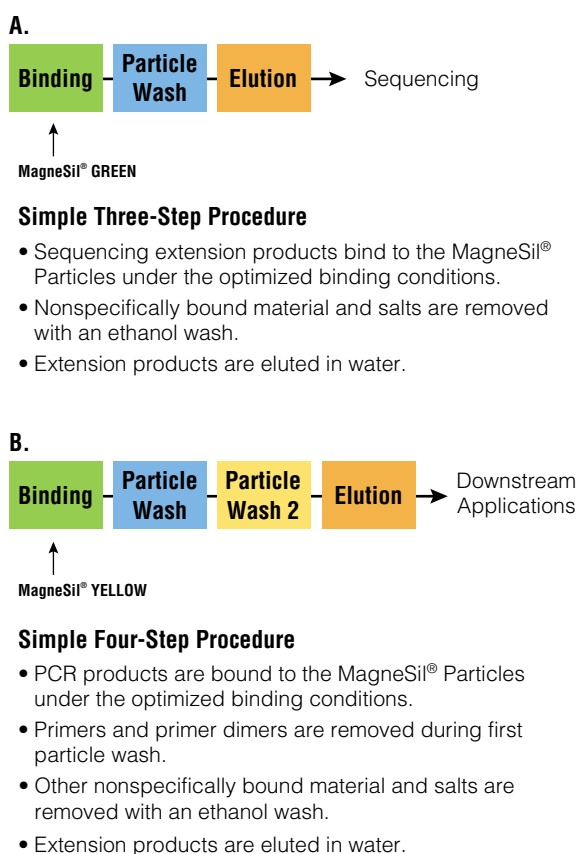 A.
Binding
Particle
Wash
Elution
Sequencing
MagneSil® GREEN
Simple Three-Step Procedure
• Sequencing extension products bind to the MagneSil®
Particles under the optimized binding conditions.
• Nonspecifically bound material and salts are removed
with an ethanol wash.
• Extension products are eluted in water.
B.
Binding
Particle
Wash
Particle
Wash 2
Elution
Downstream
Applications
MagneSil® YELLOW
Simple Four-Step Procedure
• PCR products are bound to the MagneSil® Particles
under the optimized binding conditions.
• Primers and primer dimers are removed during first
particle wash.
• Other nonspecifically bound material and salts are
removed with an ethanol wash.
• Extension products are eluted in water.